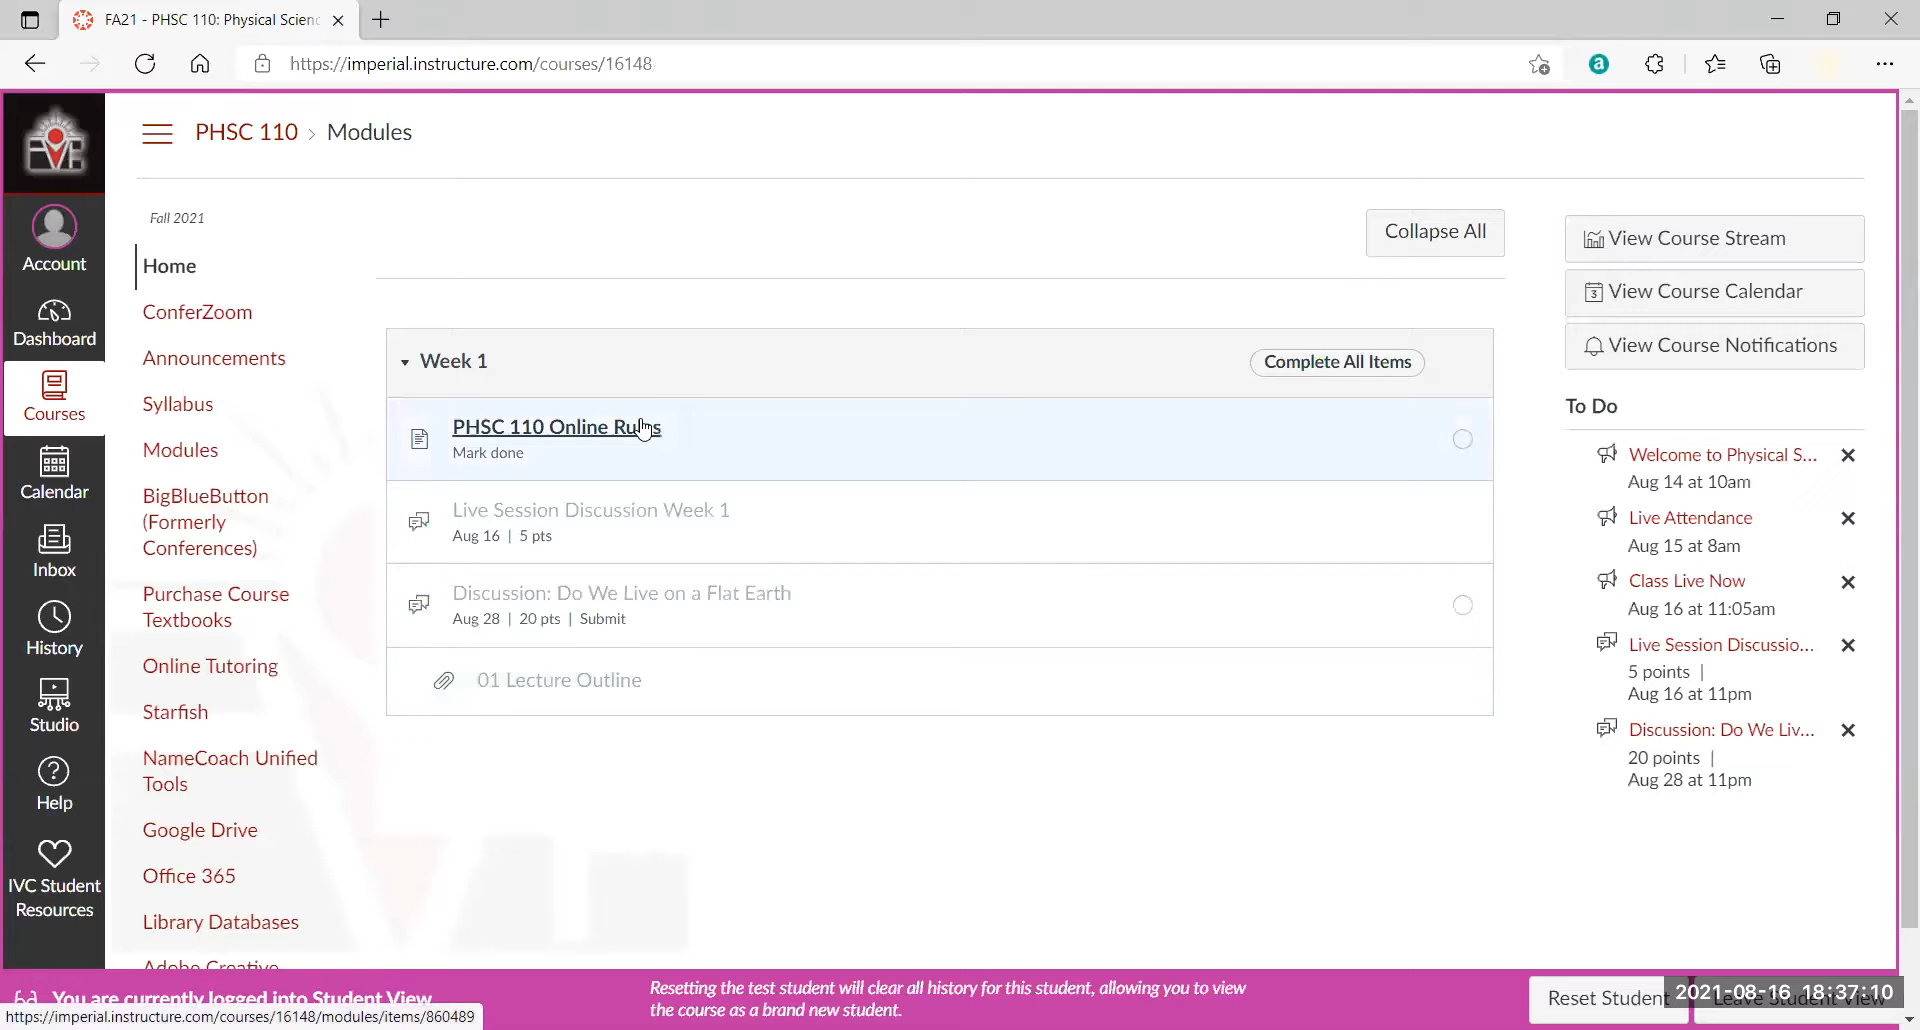 FA21 - PHSC 110: Physical Scienc
https://imperial.instructure.com/courses/16148
PHSC 110 > Modules
Account
Dashboard
Courses
Calendar
Inbox
History
Studio
Help
IVC Student
Resources
Fall 2021
Home
ConferZoom
Announcements
Syllabus
Modules
BigBlueButton
(Formerly
Conferences)
Purchase Course
Textbooks
Online Tutoring
Starfish
NameCoach Unified
Tools
Google Drive
Office 365
Library Databases
Adobe Creative
Collapse All
Week 1
Complete All Items
PHSC 110 Online Rules
Mark done
Live Session Discussion Week 1
Aug 16 | 5 pts
Discussion: Do We Live on a Flat Earth
Aug 28 | 20 pts | Submit
01 Lecture Outline
View Course Stream
View Course Calendar
View Course Notifications
To Do
Welcome to Physical S...
Aug 14 at 10am
Live Attendance
Aug 15 at 8am
Class Live Now
Aug 16 at 11:05am
Live Session Discussio...
5 points |
Aug 16 at 11pm
Discussion: Do We Liv...
20 points |
Aug 28 at 11pm
You are currently logged into Student View
Resetting the test student will clear all history for this student, allowing you to view
the course as a brand new student.
Reset Student
Leave Student View
2021-08-16 18:37:10
https://imperial.instructure.com/courses/16148/modules/items/860489